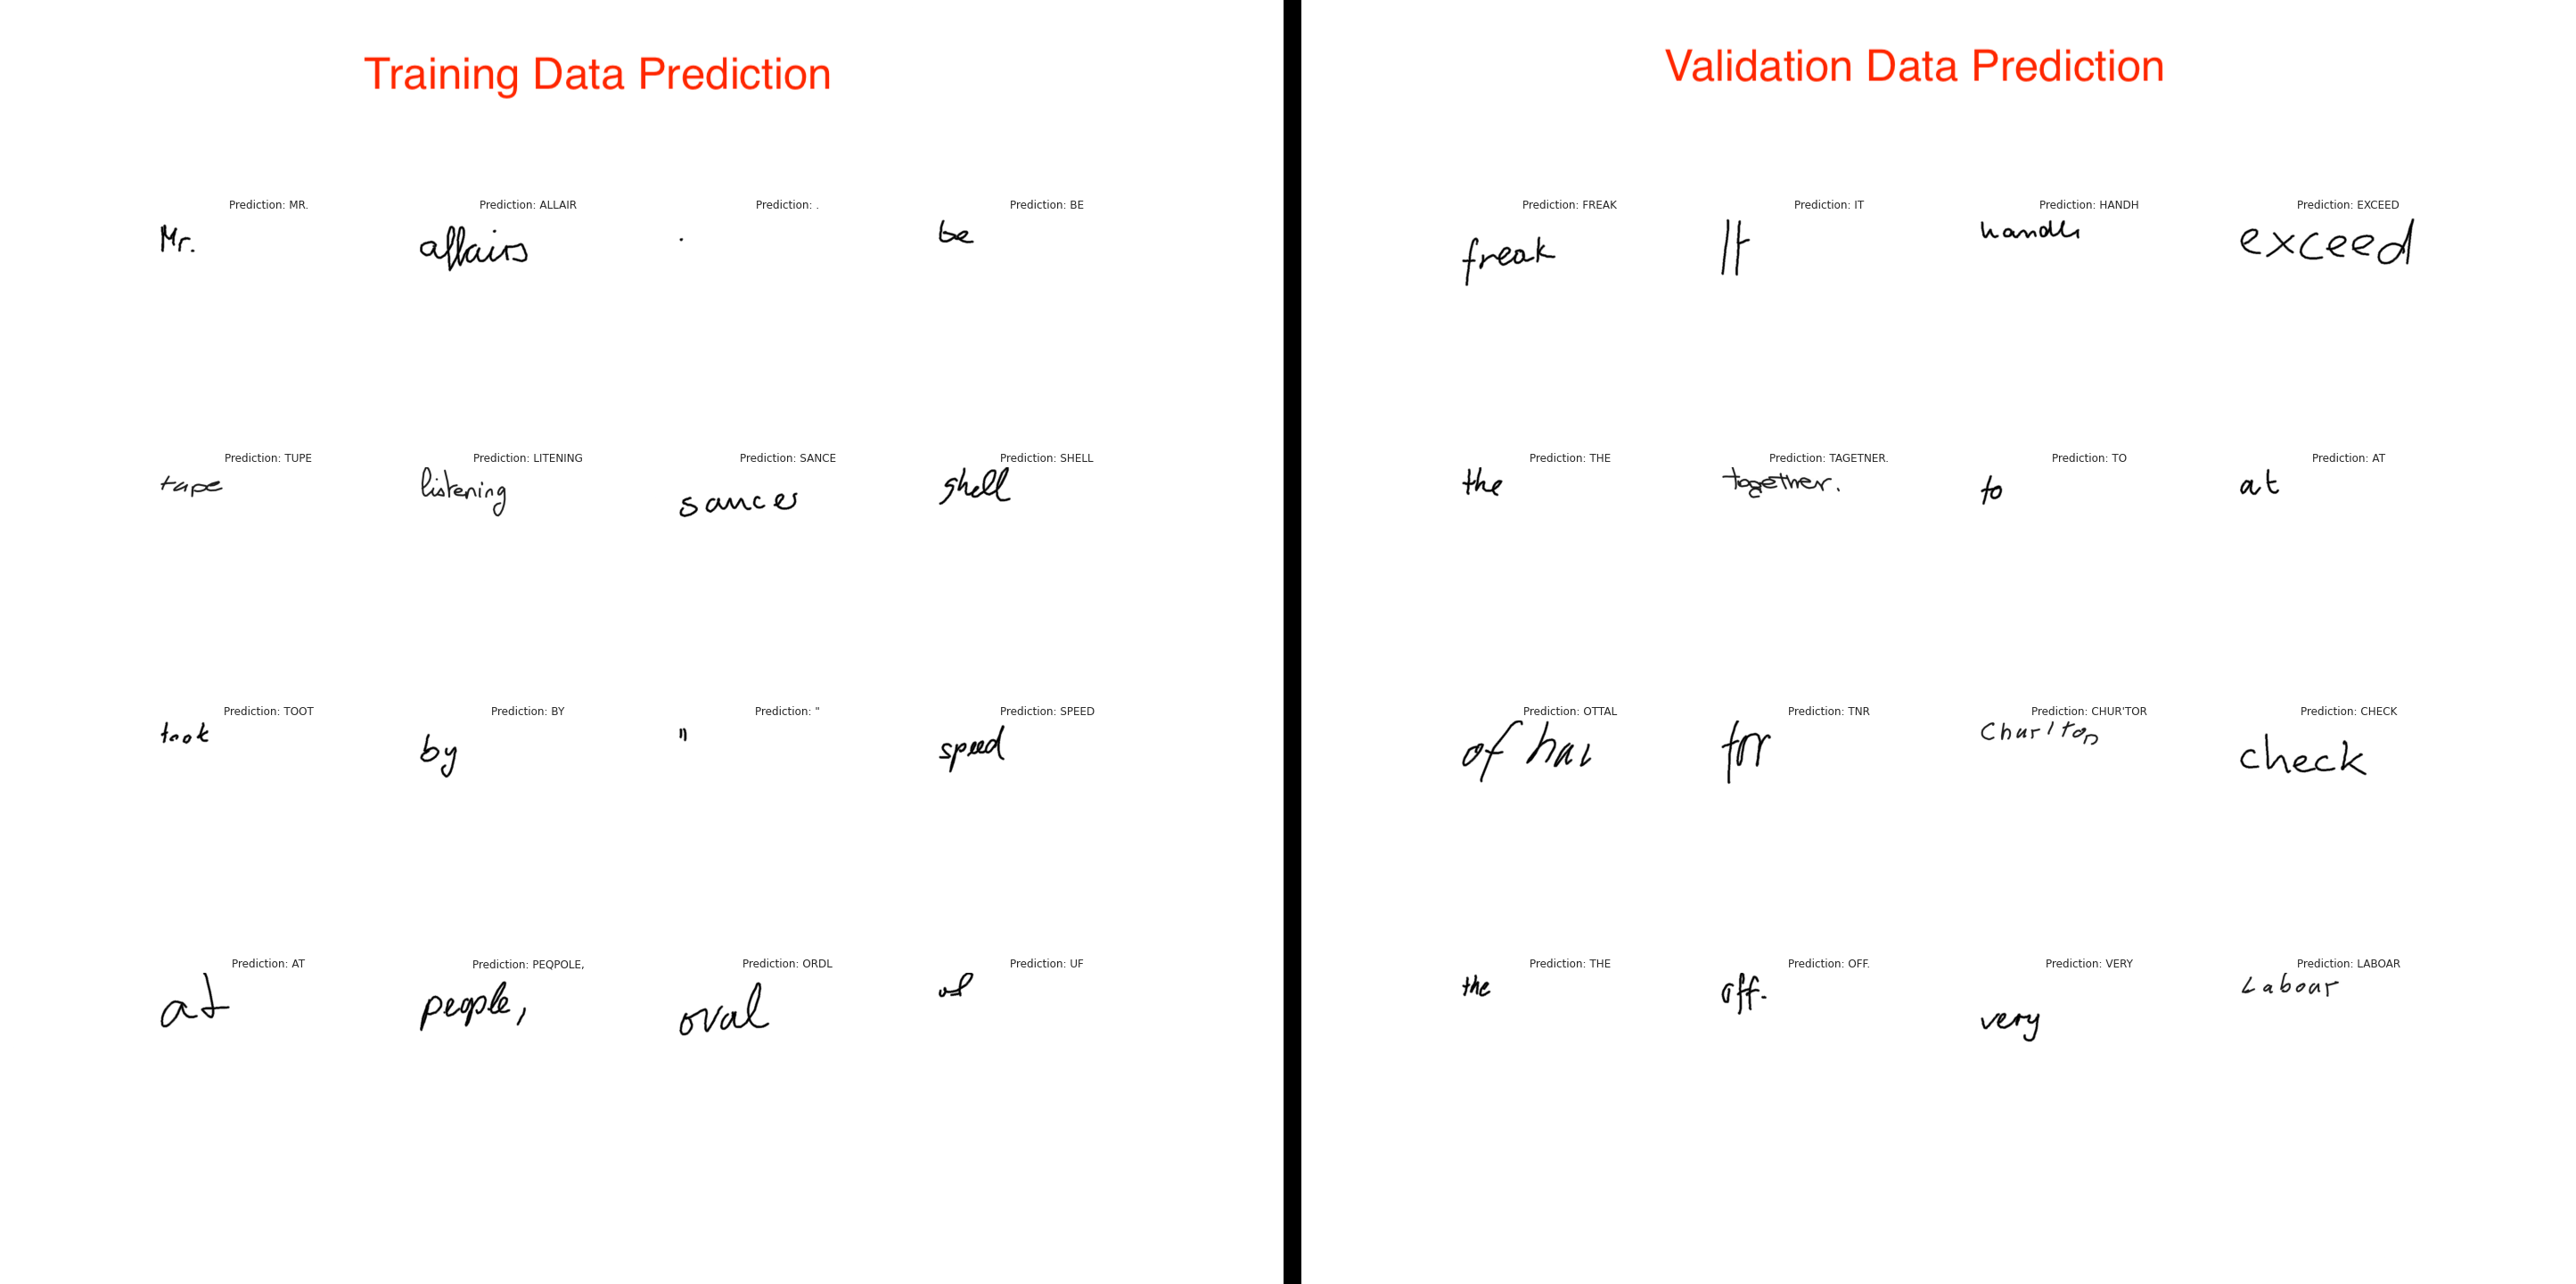 Training Data Prediction
Prediction: MR. Prediction: ALLAIR Prediction: . Prediction: BE
Mr. affairs . be
Prediction: TUPE Prediction: LITENING Prediction: SANCE Prediction: SHELL
tape listening sances shell
Prediction: TOOT Prediction: BY Prediction: " Prediction: SPEED
took by " speed
Prediction: AT Prediction: PEQPOLE, Prediction: ORDL Prediction: UF
at people, oval of
Validation Data Prediction
Prediction: FREAK Prediction: IT Prediction: HANDH Prediction: EXCEED
freak It exceed
Prediction: THE Prediction: TAGETNER. Prediction: TO Prediction: AT
the together. to at
Prediction: OTTAL Prediction: TNR Prediction: CHUR'TOR Prediction: CHECK
of for Charlton check
Prediction: THE Prediction: OFF. Prediction: VERY Prediction: LABOAR
the off. very Labour